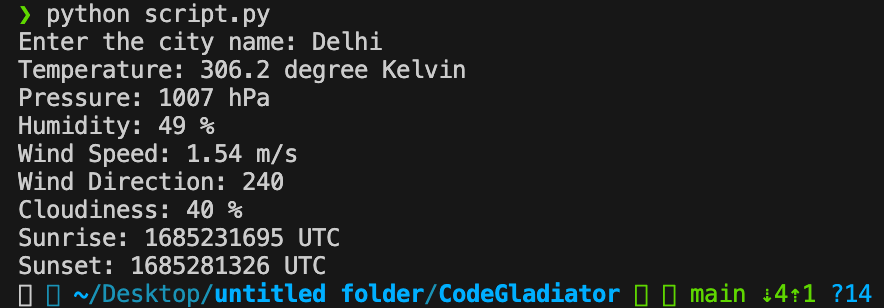 ❯ python script.py
Enter the city name: Delhi
Temperature: 306.2 degree Kelvin
Pressure: 1007 hPa
Humidity: 49 %
Wind Speed: 1.54 m/s
Wind Direction: 240
Cloudiness: 40 %
Sunrise: 1685231695 UTC
Sunset: 1685281326 UTC
~/Desktop/untitled folder/CodeGladiator main ⇣4⇡1 ?14